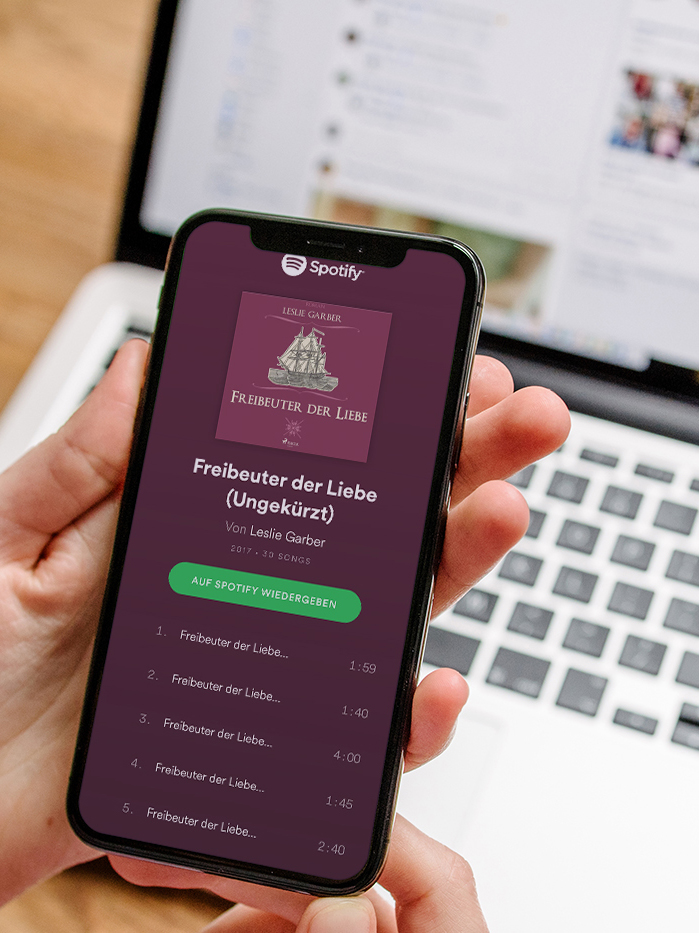 Spotify
LESLIE GARBER
FREIBEUTER DER LIEBE
Freibeuter der Liebe
(Ungekürzt)
Von Leslie Garber
2017 • 30 SONGS
AUF SPOTIFY WIEDERGEBEN
1. Freibeuter der Liebe... 1:59
2. Freibeuter der Liebe... 1:40
3. Freibeuter der Liebe... 4:00
4. Freibeuter der Liebe... 1:45
5. Freibeuter der Liebe... 2:40